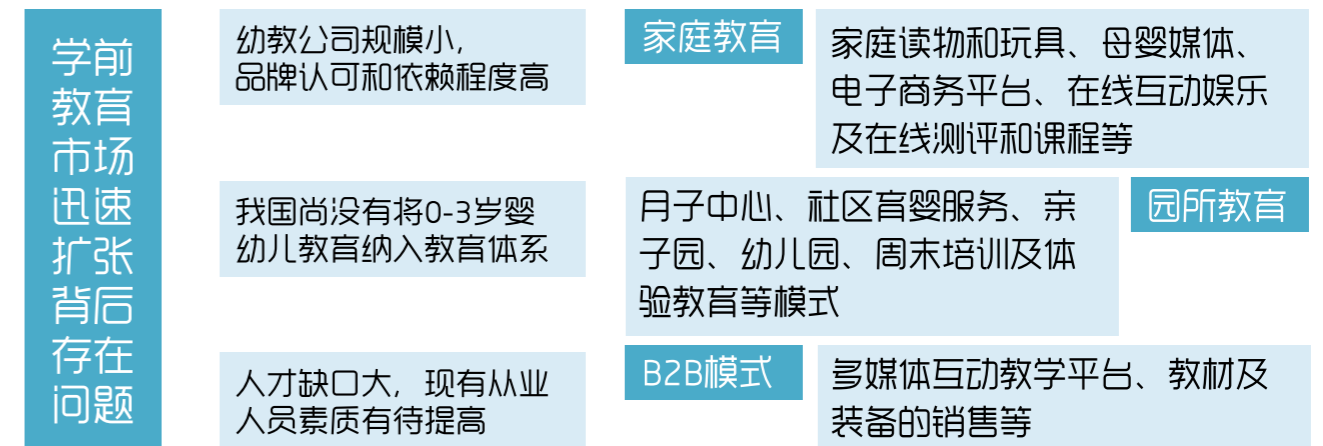 学前
教育
市场
迅速
扩张
背后
存在
问题
幼教公司规模小,
品牌认可和依赖程度高
我国尚没有将0-3岁婴
幼儿教育纳入教育体系
人才缺口大, 现有从业
人员素质有待提高
家庭教育
家庭读物和玩具、母婴媒体、
电子商务平台、在线互动娱乐
及在线测评和课程等
月子中心、社区育婴服务、亲
子园、幼儿园、周末培训及体
验教育等模式
园所教育
B2B模式
多媒体互动教学平台、教材及
装备的销售等